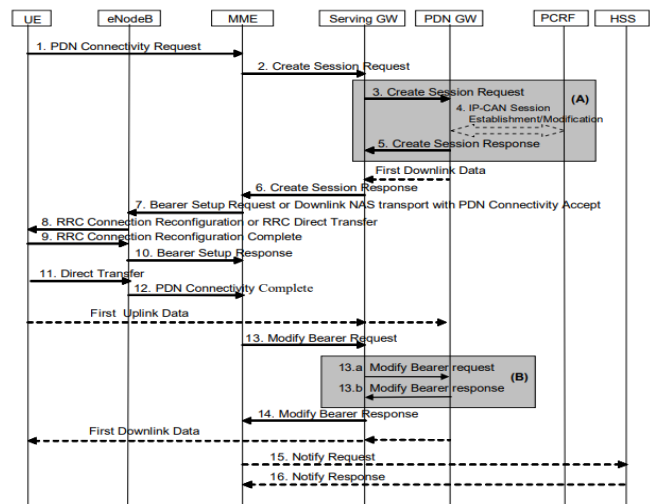 UE eNodeB MME Serving GW PDN GW PCRF HSS
1. PDN Connectivity Request
2. Create Session Request
3. Create Session Request
(A)
4. IP-CAN Session
Establishment/Modification
5. Create Session Response
First Downlink Data
6. Create Session Response
7. Bearer Setup Request or Downlink NAS transport with PDN Connectivity Accept
8. RRC Connection Reconfiguration or RRC Direct Transfer
9. RRC Connection Reconfiguration Complete
10. Bearer Setup Response
11. Direct Transfer
12. PDN Connectivity Complete
First Uplink Data
13. Modify Bearer Request
13.a Modify Bearer request
(B)
13.b Modify Bearer response
14. Modify Bearer Response
First Downlink Data
15. Notify Request
16. Notify Response